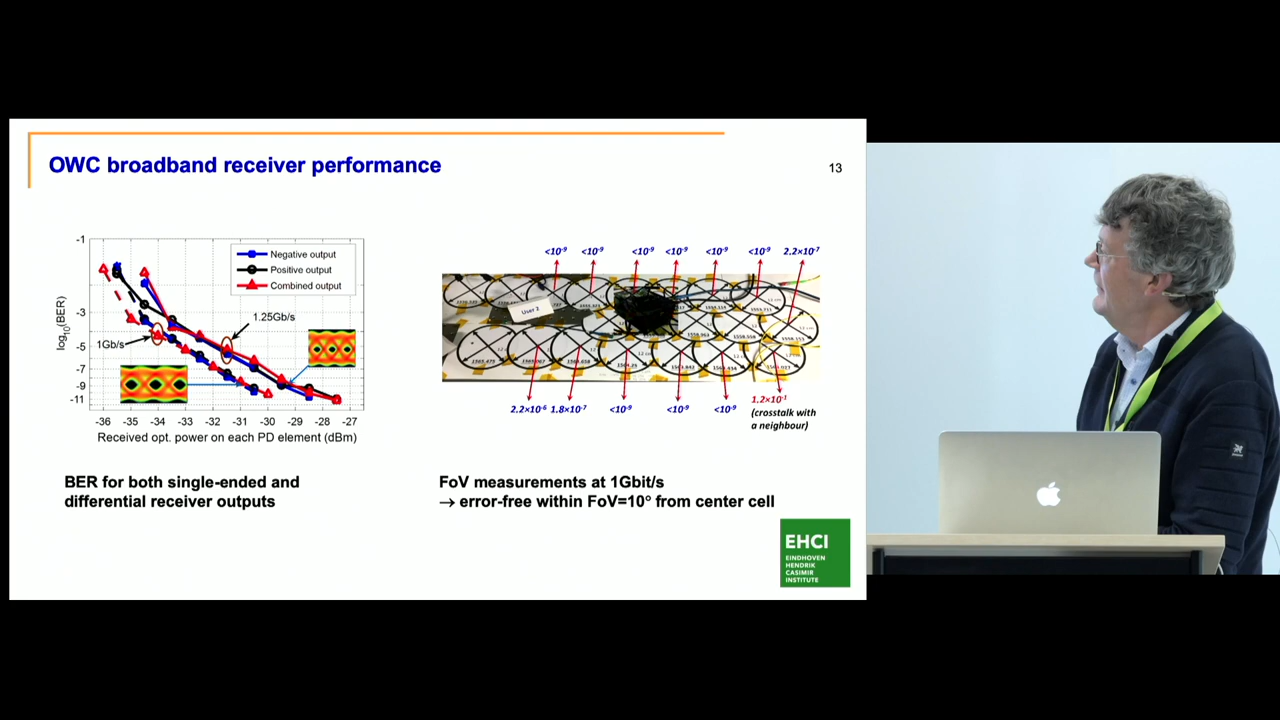 OWC broadband receiver performance
13
-1
-3
-5
-7
-9
-11
log10(BER)
Negative output
Positive output
Combined output
1.25Gb/s
1Gb/s
-36 -35 -34 -33 -32 -31 -30 -29 -28 -27
Received opt. power on each PD element (dBm)
<10-9 <10-9 <10-9 <10-9 <10-9 <10-9 2.2×10-7
User 2
2.2×10-6 1.8×10-7 <10-9 <10-9 <10-9 1.2×10-1
(crosstalk with
a neighbour)
BER for both single-ended and
differential receiver outputs
FoV measurements at 1Gbit/s
→ error-free within FoV=10° from center cell
EHCI
EINDHOVEN
HENDRIK
CASIMIR
INSTITUTE